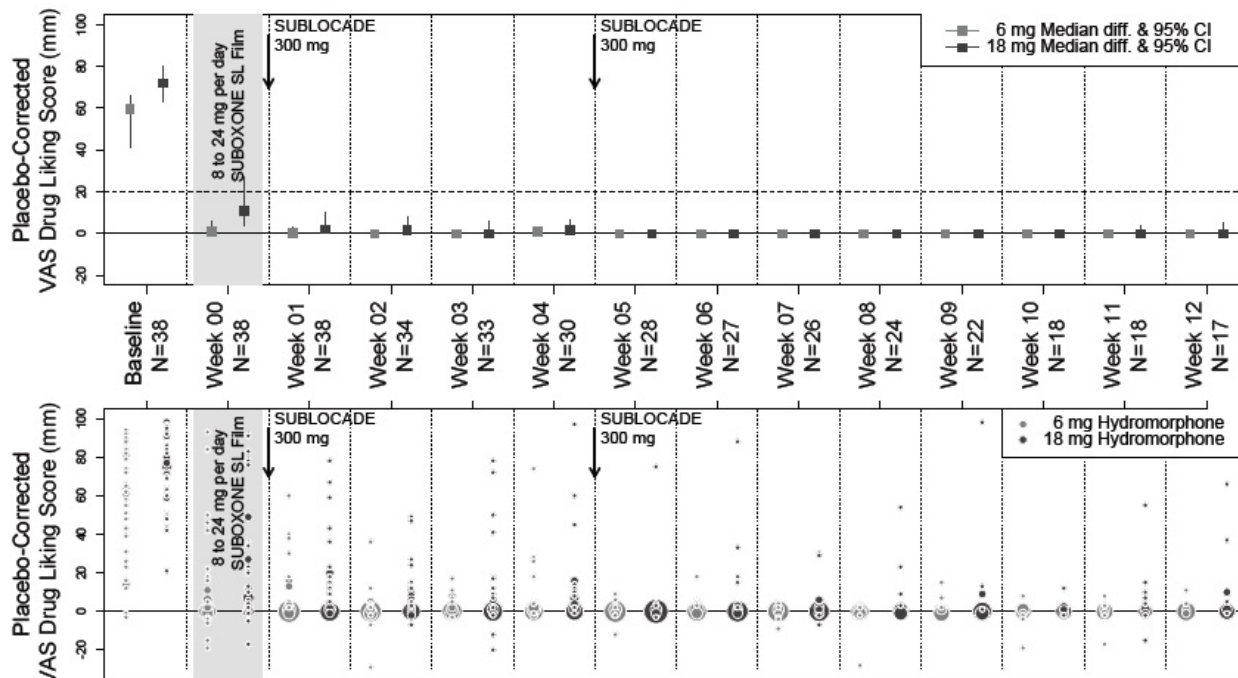 Placebo-Corrected
VAS Drug Liking Score (mm)
100
80
60
40
20
0
-20
8 to 24 mg per day
SUBOXONE SL Film
SUBLOCADE
300 mg
SUBLOCADE
300 mg
6 mg Median diff. & 95% CI
18 mg Median diff. & 95% CI
Baseline
N=38
Week 00
N=38
Week 01
N=38
Week 02
N=34
Week 03
N=33
Week 04
N=30
Week 05
N=28
Week 06
N=27
Week 07
N=26
Week 08
N=24
Week 09
N=22
Week 10
N=18
Week 11
N=18
Week 12
N=17
Placebo-Corrected
VAS Drug Liking Score (mm)
100
80
60
40
20
0
-20
8 to 24 mg per day
SUBOXONE SL Film
SUBLOCADE
300 mg
SUBLOCADE
300 mg
6 mg Hydromorphone
18 mg Hydromorphone